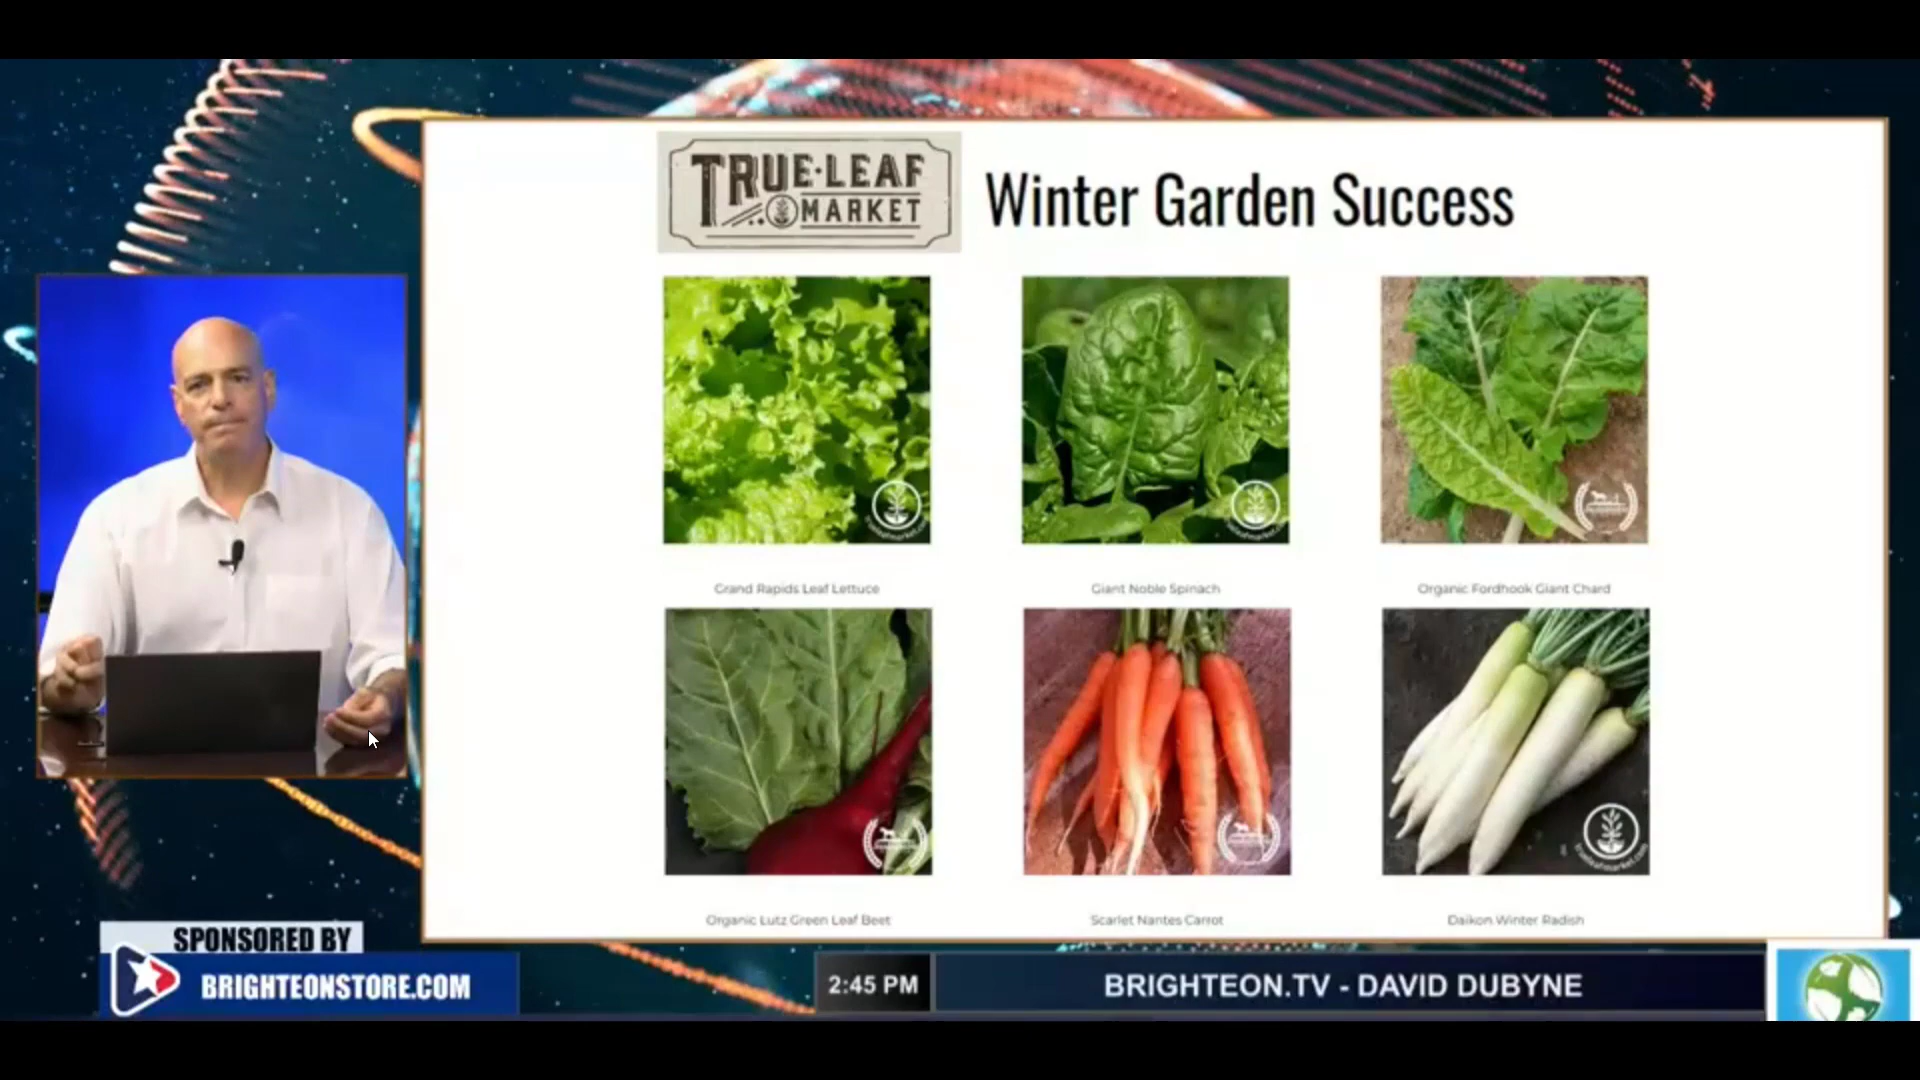 TRUE·LEAF
MARKET
Winter Garden Success
trueleafmarket.com
Grand Rapids Leaf Lettuce
Giant Noble Spinach
Organic Fordhook Giant Chard
Organic Lutz Green Leaf Beet
Scarlet Nantes Carrot
Daikon Winter Radish
SPONSORED BY
BRIGHTEONSTORE.COM
2:45 PM
BRIGHTEON.TV - DAVID DUBYNE